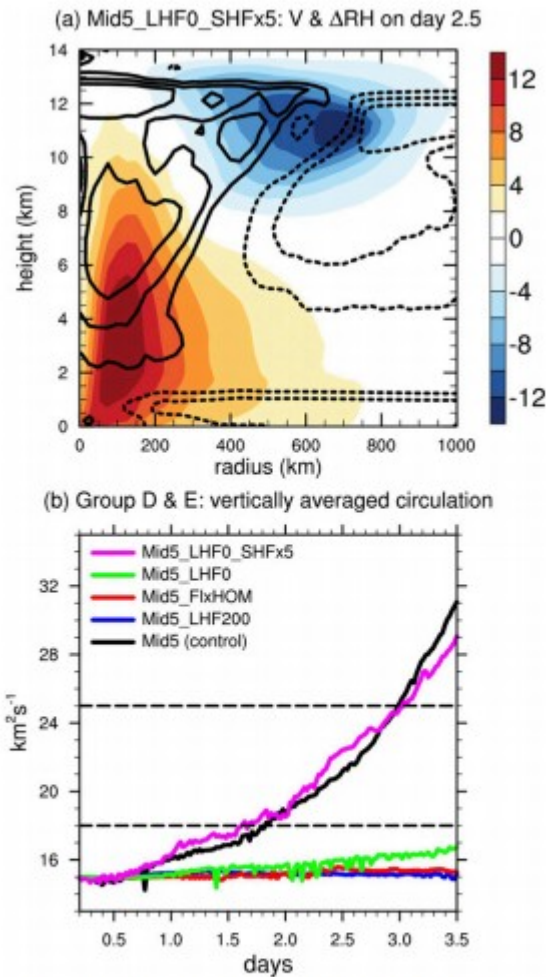 (a) Mid5_LHF0_SHFx5: V & ΔRH on day 2.5
14
12
10
8
6
4
2
0
height (km)
0 200 400 600 800 1000
radius (km)
12
8
4
0
-4
-8
-12
(b) Group D & E: vertically averaged circulation
Mid5_LHF0_SHFx5
Mid5_LHF0
Mid5_FlxHOM
Mid5_LHF200
Mid5 (control)
32
28
24
20
16
km²s⁻¹
0.5 1.0 1.5 2.0 2.5 3.0 3.5
days